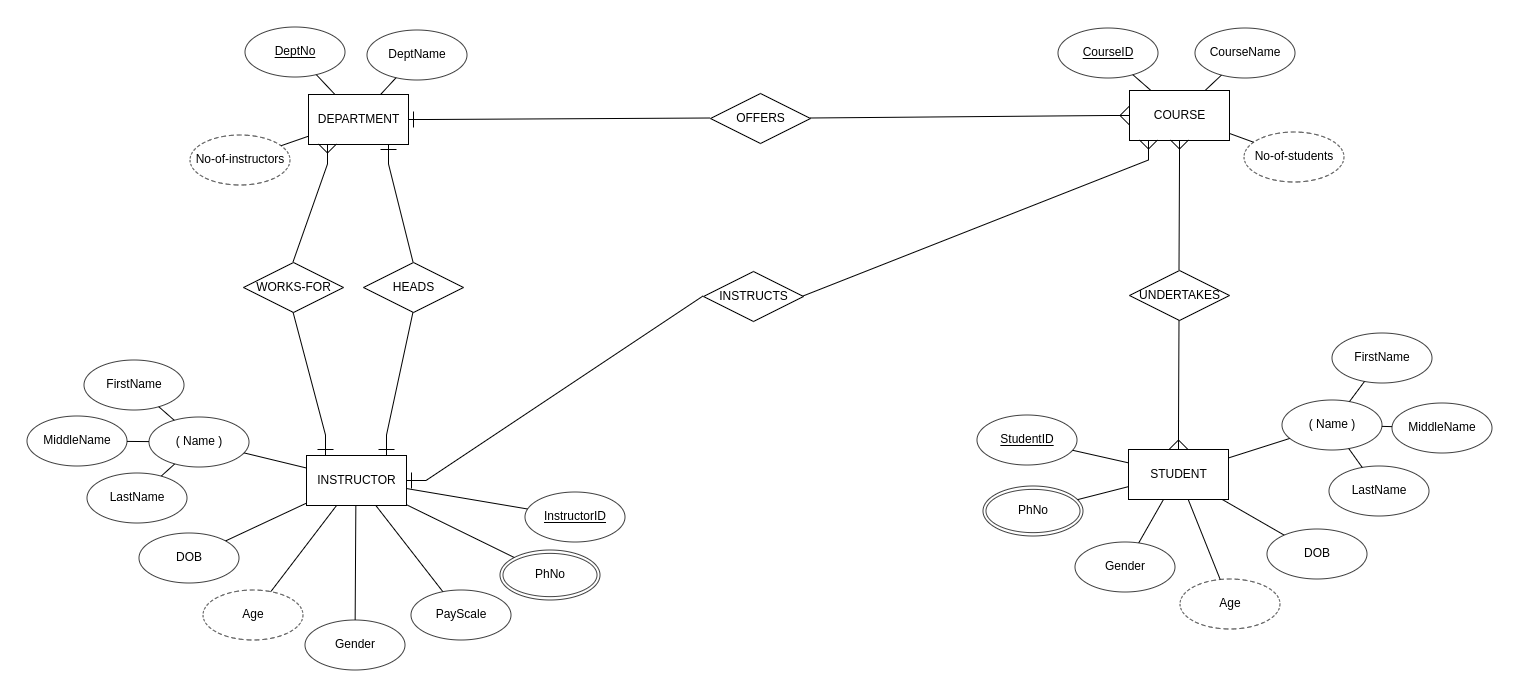 DeptNo
DeptName
CourseID
CourseName
DEPARTMENT
OFFERS
COURSE
No-of-instructors
No-of-students
WORKS-FOR
HEADS
INSTRUCTS
UNDERTAKES
FirstName
MiddleName
( Name )
LastName
INSTRUCTOR
InstructorID
DOB
PhNo
Age
PayScale
Gender
FirstName
( Name )
MiddleName
StudentID
STUDENT
LastName
PhNo
Gender
DOB
Age